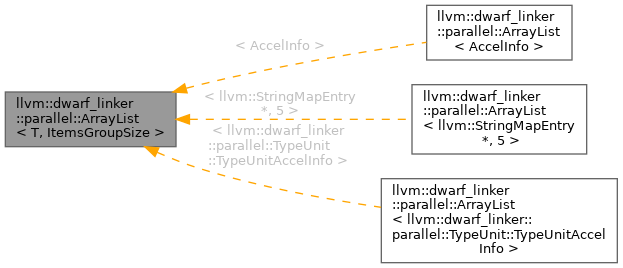 llvm::dwarf_linker
::parallel::ArrayList
< T, ItemsGroupSize >
< AccelInfo >
< llvm::StringMapEntry
*, 5 >
< llvm::dwarf_linker
::parallel::TypeUnit
::TypeUnitAccelInfo >
llvm::dwarf_linker
::parallel::ArrayList
< AccelInfo >
llvm::dwarf_linker
::parallel::ArrayList
< llvm::StringMapEntry
*, 5 >
llvm::dwarf_linker
::parallel::ArrayList
< llvm::dwarf_linker::
parallel::TypeUnit::TypeUnitAccel
Info >